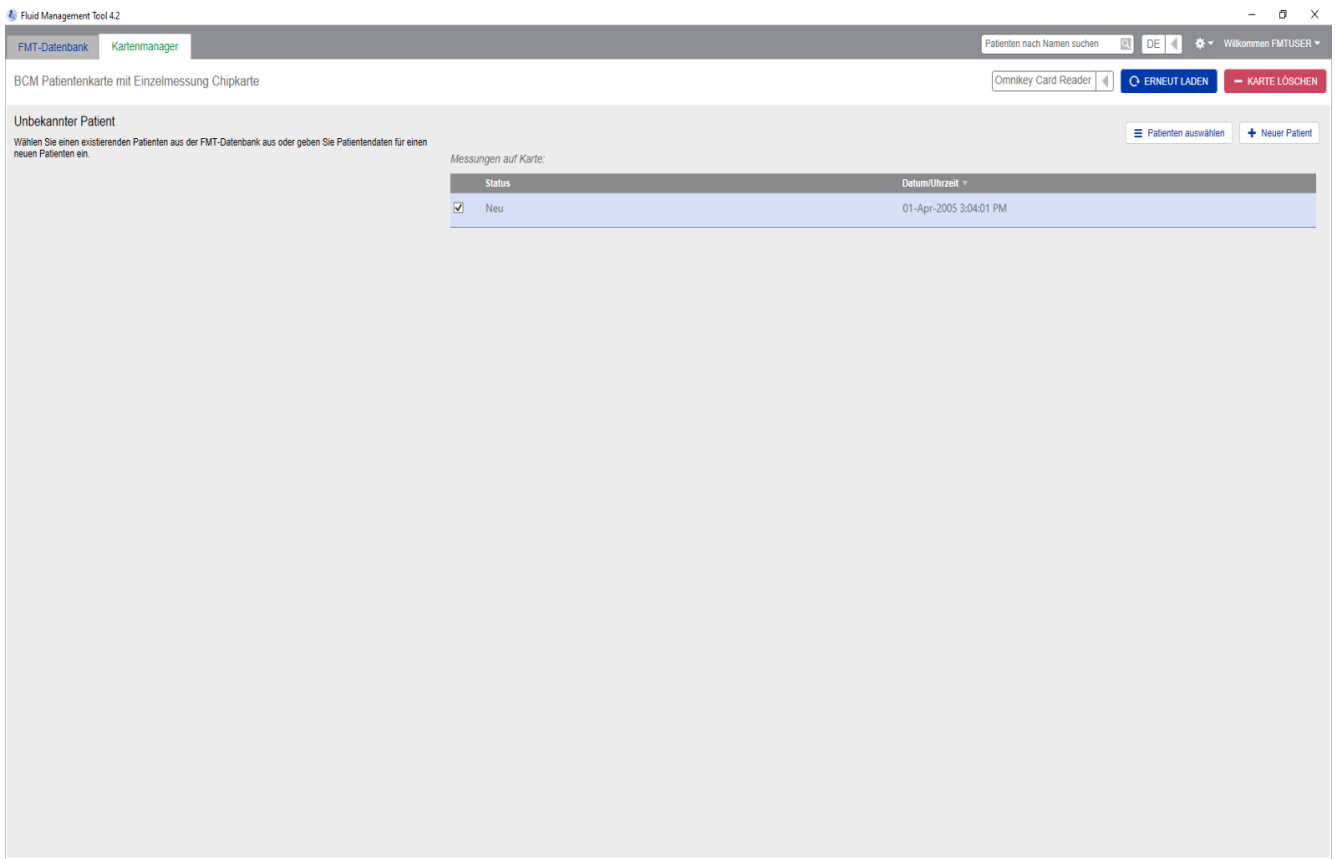 Fluid Management Tool 4.2
FMT-Datenbank Kartenmanager Patienten nach Namen suchen DE Willkommen FMTUSER
BCM Patientenkarte mit Einzelmessung Chipkarte Omnikey Card Reader ERNEUT LADEN KARTE LÖSCHEN
Unbekannter Patient
Patienten auswählen Neuer Patient
Wählen Sie einen existierenden Patienten aus der FMT-Datenbank aus oder geben Sie Patientendaten für einen
neuen Patienten ein.
Messungen auf Karte:
Status Datum/Uhrzeit
Neu 01-Apr-2005 3:04:01 PM